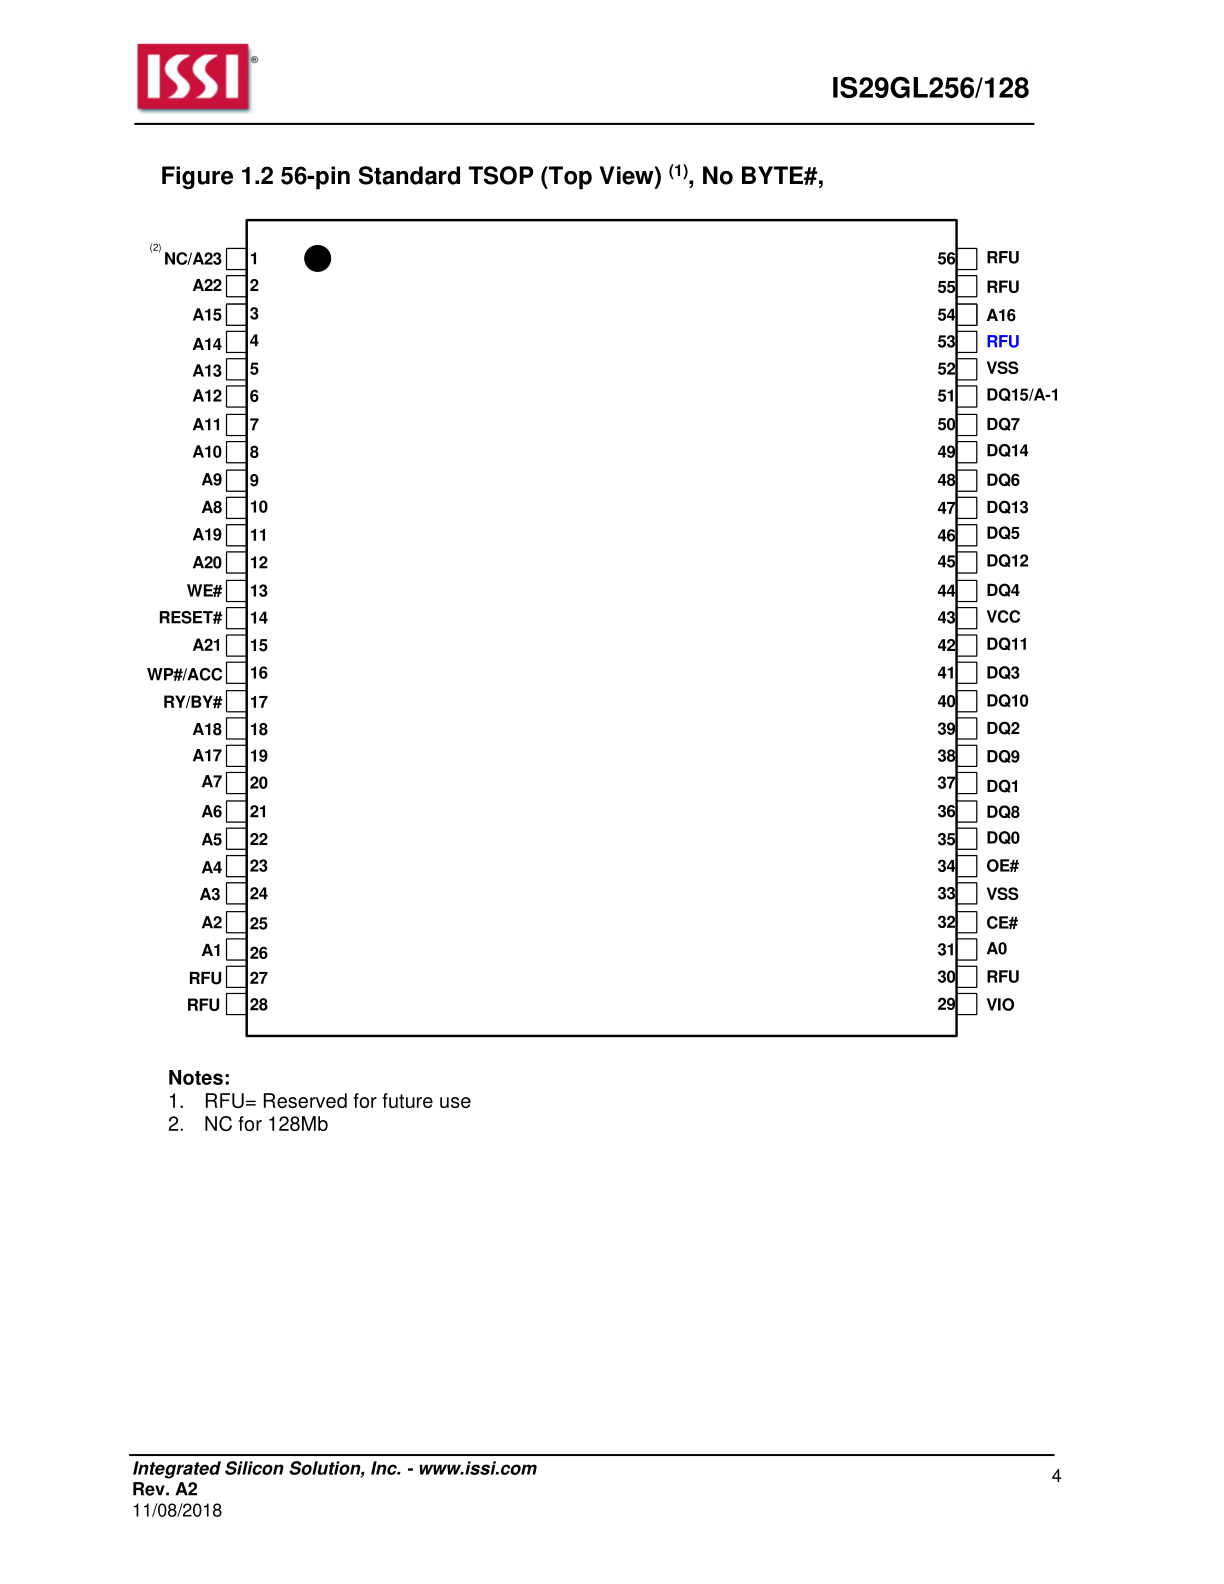 ISSI®
IS29GL256/128
Figure 1.2 56-pin Standard TSOP (Top View) (1), No BYTE#,
(2) NC/A23 1 56 RFU
A22 2 55 RFU
A15 3 54 A16
A14 4 53 RFU
A13 5 52 VSS
A12 6 51 DQ15/A-1
A11 7 50 DQ7
A10 8 49 DQ14
A9 9 48 DQ6
A8 10 47 DQ13
A19 11 46 DQ5
A20 12 45 DQ12
WE# 13 44 DQ4
RESET# 14 43 VCC
A21 15 42 DQ11
WP#/ACC 16 41 DQ3
RY/BY# 17 40 DQ10
A18 18 39 DQ2
A17 19 38 DQ9
A7 20 37 DQ1
A6 21 36 DQ8
A5 22 35 DQ0
A4 23 34 OE#
A3 24 33 VSS
A2 25 32 CE#
A1 26 31 A0
RFU 27 30 RFU
RFU 28 29 VIO
Notes:
1. RFU= Reserved for future use
2. NC for 128Mb
Integrated Silicon Solution, Inc. - www.issi.com
4
Rev. A2
11/08/2018